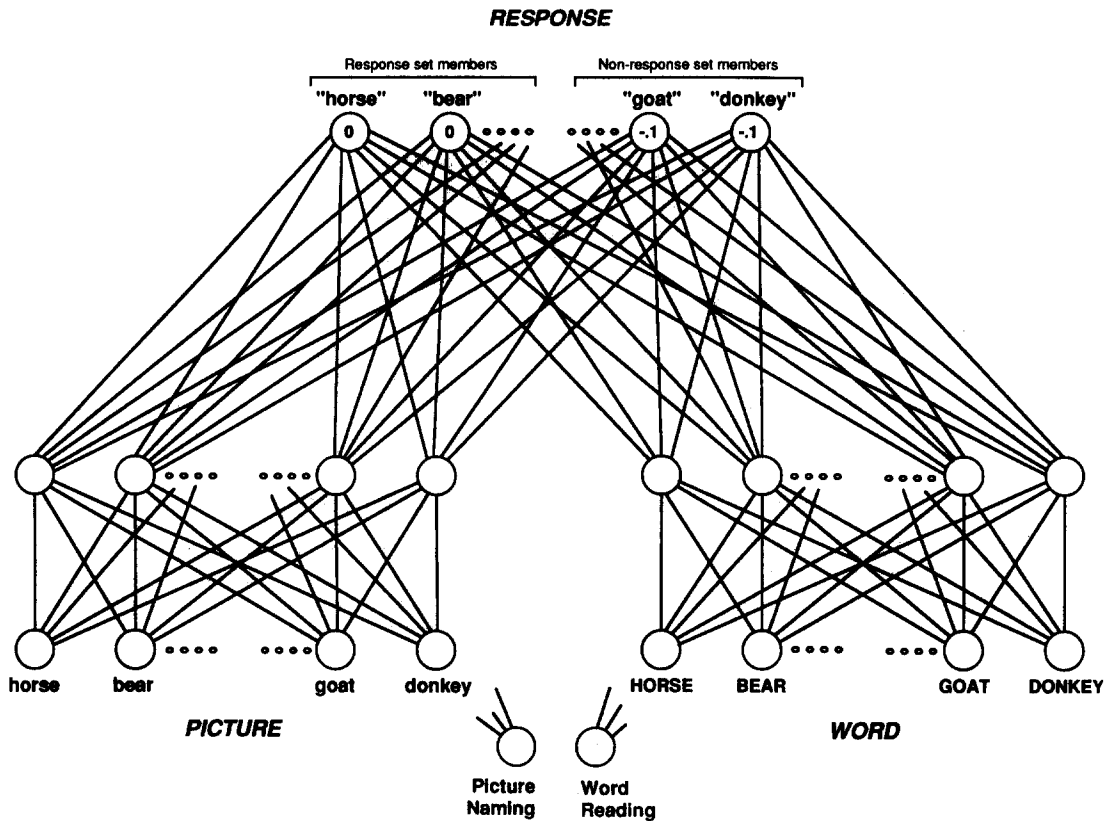 RESPONSE
Response set members Non-response set members
"horse" "bear" "goat" "donkey"
0 0 -.1 -.1
horse bear goat donkey HORSE BEAR GOAT DONKEY
PICTURE WORD
Picture Word
Naming Reading